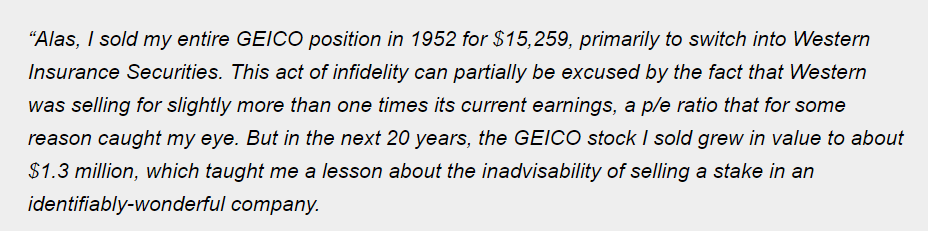 “Alas, I sold my entire GEICO position in 1952 for $15,259, primarily to switch into Western
Insurance Securities. This act of infidelity can partially be excused by the fact that Western
was selling for slightly more than one times its current earnings, a p/e ratio that for some
reason caught my eye. But in the next 20 years, the GEICO stock I sold grew in value to about
$1.3 million, which taught me a lesson about the inadvisability of selling a stake in an
identifiably-wonderful company.